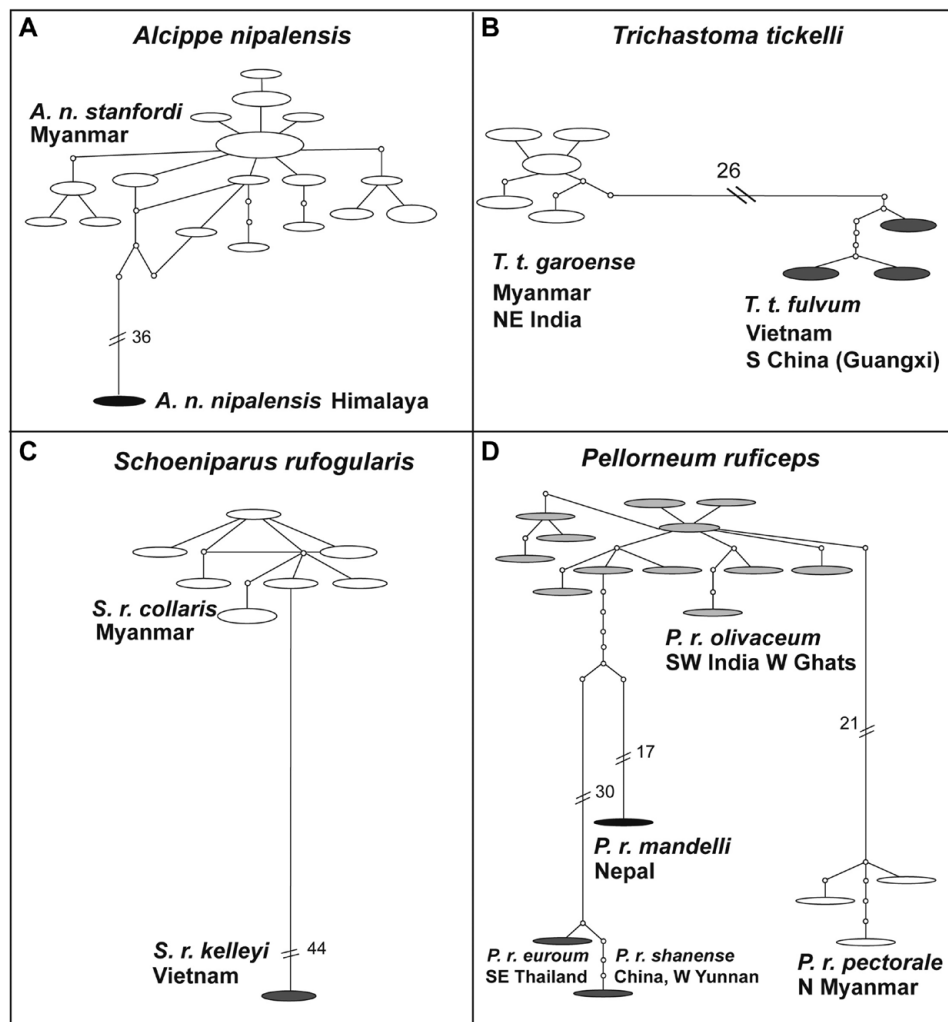 A
Alcippe nipalensis
A. n. stanfordi
Myanmar
36
A. n. nipalensis Himalaya
B
Trichastoma tickelli
26
T. t. garoense
Myanmar
NE India
T. t. fulvum
Vietnam
S China (Guangxi)
C
Schoeniparus rufogularis
S. r. collaris
Myanmar
S. r. kelleyi
Vietnam
44
D
Pellorneum ruficeps
P. r. olivaceum
SW India W Ghats
21
17
30
P. r. mandelli
Nepal
P. r. euroum
SE Thailand
P. r. shanense
China, W Yunnan
P. r. pectorale
N Myanmar